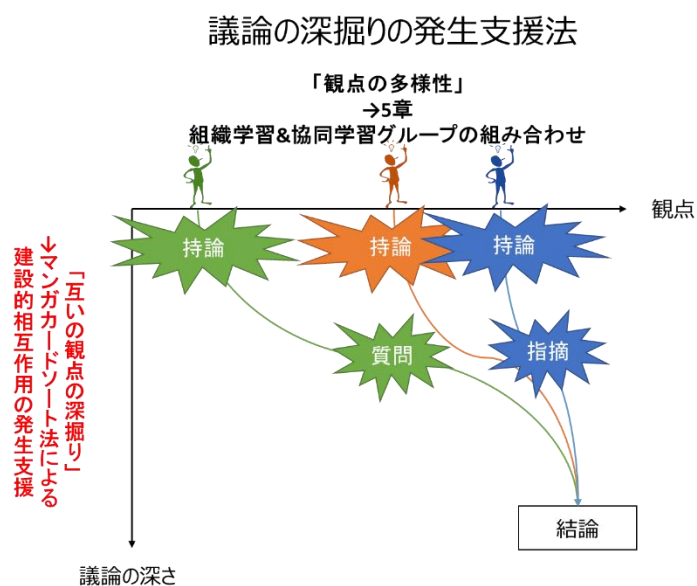 議論の深掘りの発生支援法
「観点の多様性」
→5章
組織学習&協同学習グループの組み合わせ
観点
持論
持論
持論
「互いの観点の深掘り」
→マンガカードソート法による
建設的相互作用の発生支援
質問
指摘
結論
議論の深さ